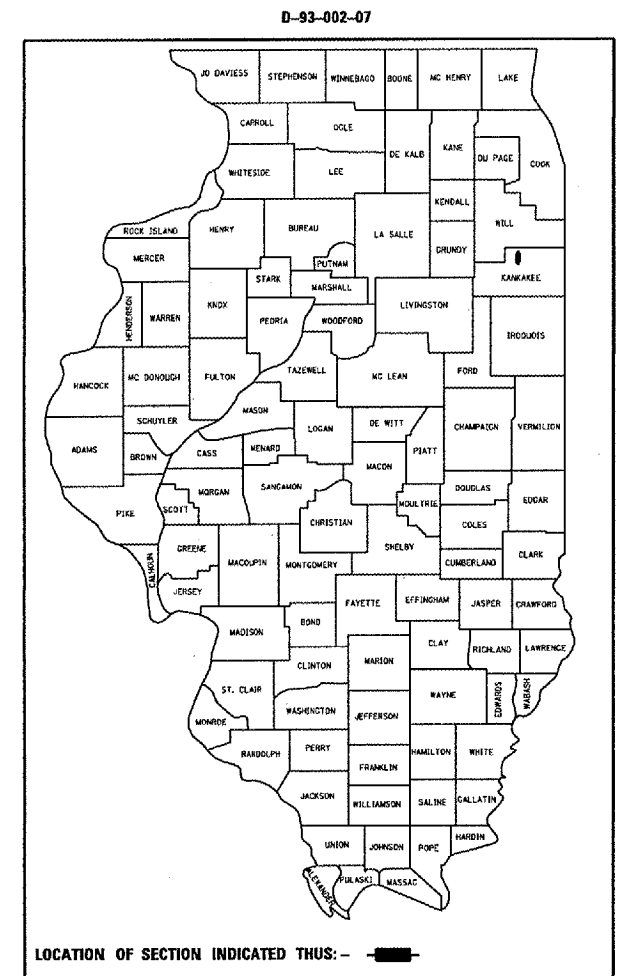 D-93-002-07
JO DAVIESS STEPHENSON WINNEBAGO BOONE MC HENRY LAKE
CARROLL OGLE
DE KALB KANE DU PAGE COOK
WHITESIDE LEE
KENDALL
ROCK ISLAND HENRY BUREAU LA SALLE WILL
MERCER PUTNAM GRUNDY
STARK MARSHALL KANKAKEE
HENDERSON WARREN KNOX PEORIA WOODFORD LIVINGSTON
IROQUOIS
HANCOCK MC DONOUGH FULTON TAZEWELL MC LEAN FORD
SCHUYLER MASON LOGAN DE WITT CHAMPAIGN VERMILION
ADAMS BROWN CASS MENARD MACON PIATT
PIKE SCOTT MORGAN SANGAMON MOULTRIE DOUGLAS EDGAR
CHRISTIAN COLES
CALHOUN GREENE MACOUPIN MONTGOMERY SHELBY CUMBERLAND CLARK
JERSEY
FAYETTE EFFINGHAM JASPER CRAWFORD
MADISON BOND
CLAY RICHLAND LAWRENCE
CLINTON MARION
ST. CLAIR WAYNE EDWARDS WABASH
MONROE WASHINGTON JEFFERSON
RANDOLPH PERRY HAMILTON WHITE
FRANKLIN
JACKSON WILLIAMSON SALINE GALLATIN
UNION JOHNSON POPE HARDIN
ALEXANDER PULASKI MASSAC
LOCATION OF SECTION INDICATED THUS: -